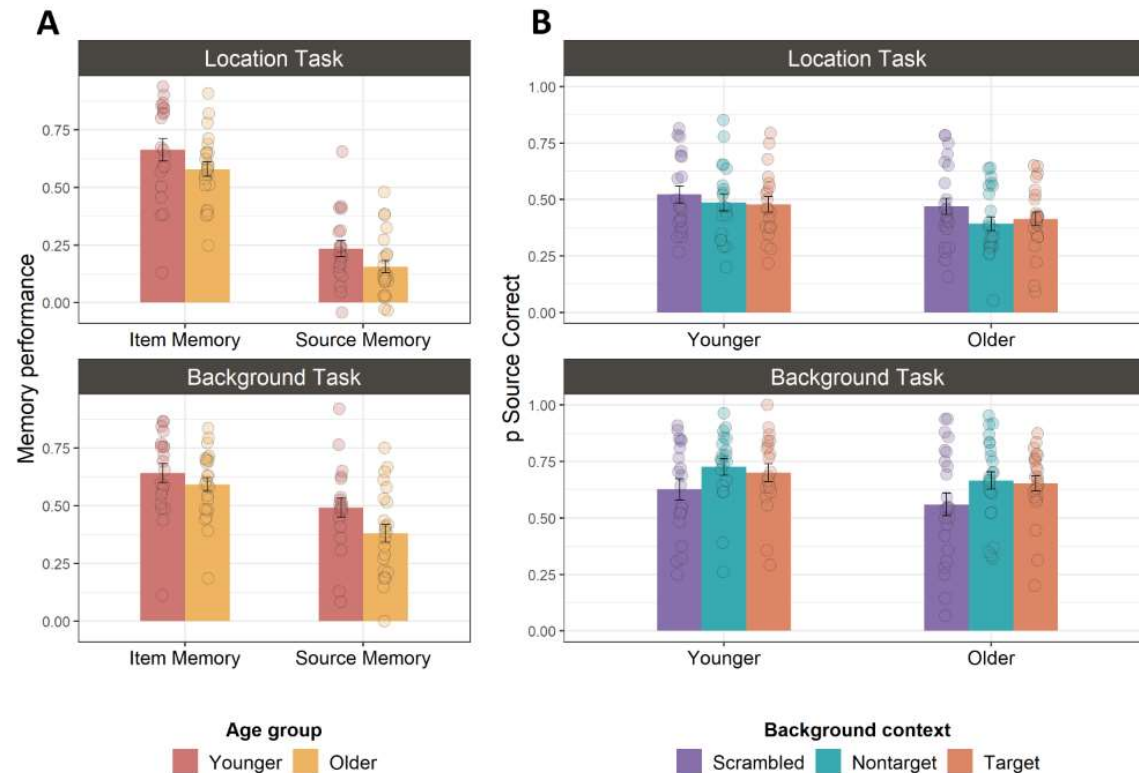 A
Location Task
Memory performance
0.75
0.50
0.25
0.00
Item Memory Source Memory
Background Task
0.75
0.50
0.25
0.00
Item Memory Source Memory
Age group
Younger Older
B
Location Task
p Source Correct
1.00
0.75
0.50
0.25
0.00
Younger Older
Background Task
1.00
0.75
0.50
0.25
0.00
Younger Older
Background context
Scrambled Nontarget Target